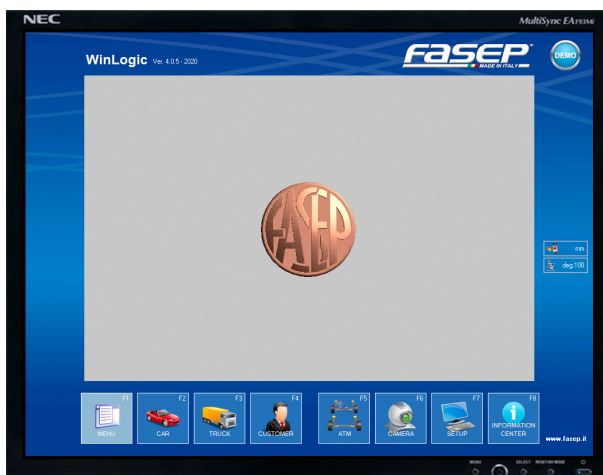 NEC
MultiSync EA193Mi
WinLogic Ver. 4.0.5 - 2020
FASEP
MADE IN ITALY
DEMO
FASEP
mm
deg.100
F1
MENU
F2
CAR
F3
TRUCK
F4
CUSTOMER
F5
ATM
F6
CAMERA
F7
SETUP
F8
INFORMATION
CENTER
www.fasep.it
MENU
SELECT
RESET/DV MODE